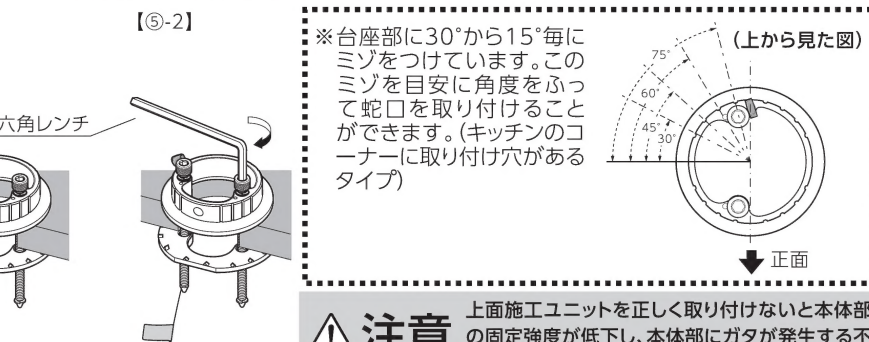 【⑤-2】
六角レンチ
※台座部に30°から15°毎に
ミゾをつけています。この
ミゾを目安に角度をふっ
て蛇口を取り付けること
ができます。(キッチンのコ
ーナーに取り付け穴がある
タイプ)
(上から見た図)
75°
60°
45°
30°
正面
注意
上面施工ユニットを正しく取り付けないと本体部
の固定強度が低下し、本体部にガタが発生する不